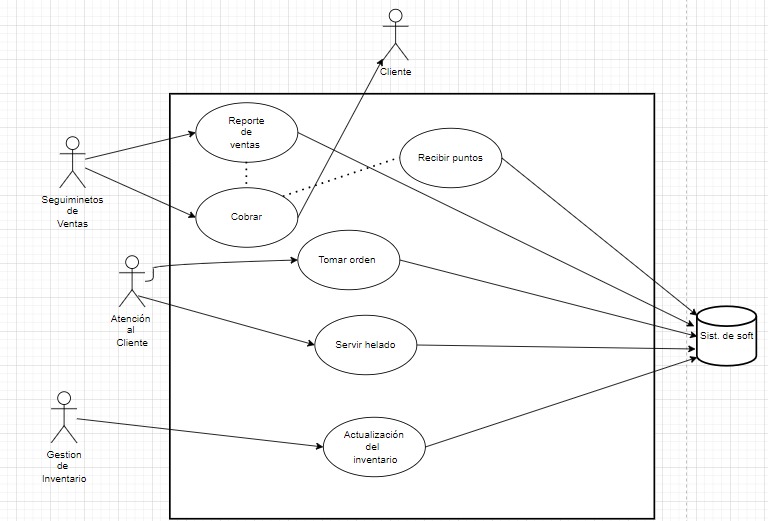 Cliente
Reporte
de
ventas
Recibir puntos
Seguiminetos
de
Ventas
Cobrar
Tomar orden
Atención
al
Cliente
Servir helado
Sist. de soft
Actualización
del
inventario
Gestion
de
Inventario